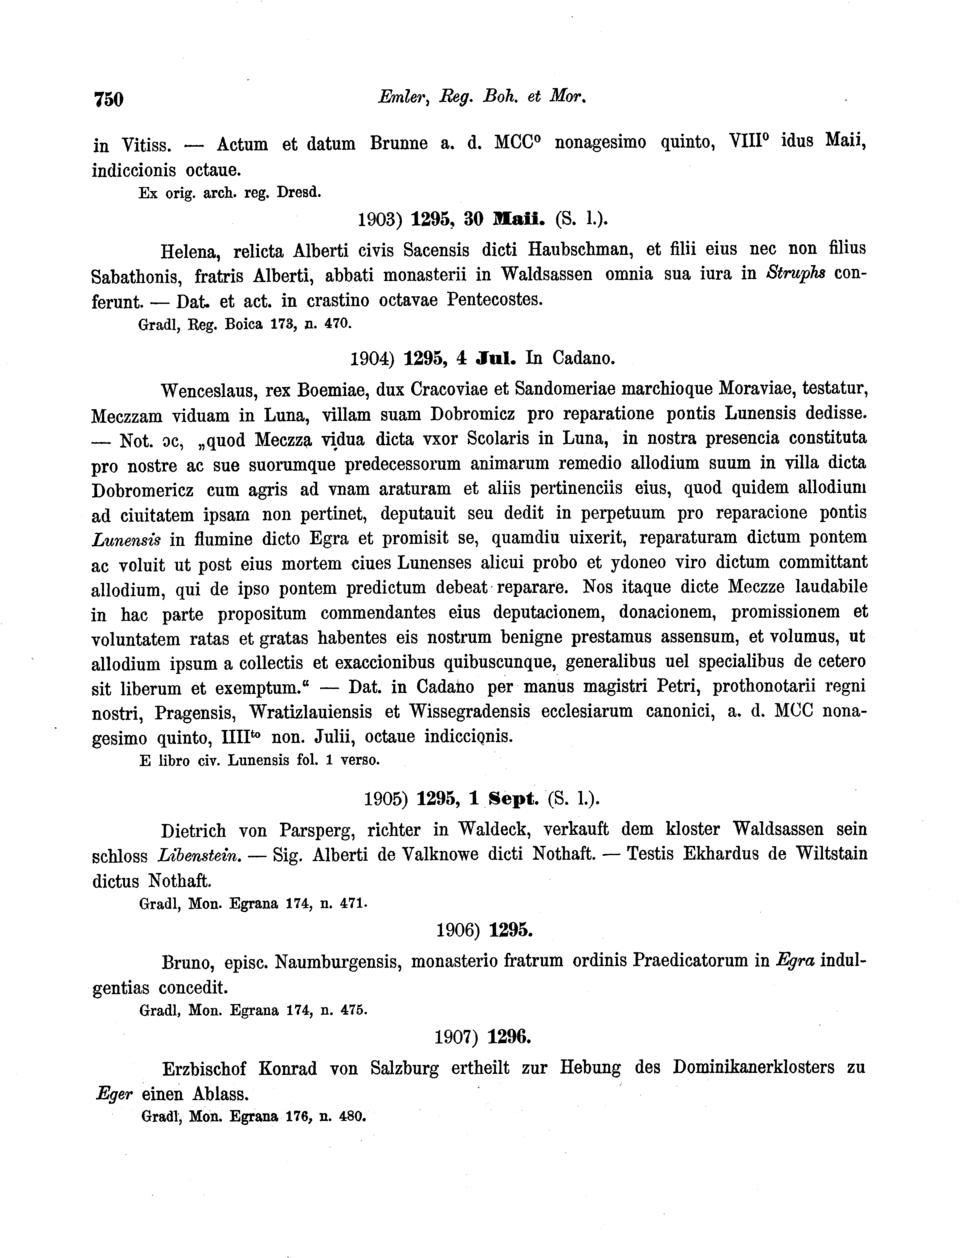 750 Emler, Reg. Boh. et Mor.
in Vitiss. — Actum et datum Brunne a. d. MCC⁰ nonagesimo quinto, VIII⁰ idus Maii,
indiccionis octaue.
Ex orig. arch. reg. Dresd.
1903) 1295, 30 Maii. (S. l.).
Helena, relicta Alberti civis Sacensis dicti Haubschman, et filii eius nec non filius
Sabathonis, fratris Alberti, abbati monasterii in Waldsassen omnia sua iura in Struphs con-
ferunt. — Dat. et act. in crastino octavae Pentecostes.
Gradl, Reg. Boica 173, n. 470.
1904) 1295, 4 Jul. In Cadano.
Wenceslaus, rex Boemiae, dux Cracoviae et Sandomeriae marchioque Moraviae, testatur,
Meczzam viduam in Luna, villam suam Dobromicz pro reparatione pontis Lunensis dedisse.
— Not. ɔc, „quod Meczza vidua dicta vxor Scolaris in Luna, in nostra presencia constituta
pro nostre ac sue suorumque predecessorum animarum remedio allodium suum in villa dicta
Dobromericz cum agris ad vnam araturam et aliis pertinenciis eius, quod quidem allodium
ad ciuitatem ipsam non pertinet, deputauit seu dedit in perpetuum pro reparacione pontis
Lunensis in flumine dicto Egra et promisit se, quamdiu uixerit, reparaturam dictum pontem
ac voluit ut post eius mortem ciues Lunenses alicui probo et ydoneo viro dictum committant
allodium, qui de ipso pontem predictum debeat reparare. Nos itaque dicte Meczze laudabile
in hac parte propositum commendantes eius deputacionem, donacionem, promissionem et
voluntatem ratas et gratas habentes eis nostrum benigne prestamus assensum, et volumus, ut
allodium ipsum a collectis et exaccionibus quibuscunque, generalibus uel specialibus de cetero
sit liberum et exemptum.“ — Dat. in Cadano per manus magistri Petri, prothonotarii regni
nostri, Pragensis, Wratizlauiensis et Wissegradensis ecclesiarum canonici, a. d. MCC nona-
gesimo quinto, IIIIᵗᵒ non. Julii, octaue indiccionis.
E libro civ. Lunensis fol. 1 verso.
1905) 1295, 1 Sept. (S. l.).
Dietrich von Parsperg, richter in Waldeck, verkauft dem kloster Waldsassen sein
schloss Libenstein. — Sig. Alberti de Valknowe dicti Nothaft. — Testis Ekhardus de Wiltstain
dictus Nothaft.
Gradl, Mon. Egrana 174, n. 471.
1906) 1295.
Bruno, episc. Naumburgensis, monasterio fratrum ordinis Praedicatorum in Egra indul-
gentias concedit.
Gradl, Mon. Egrana 174, n. 475.
1907) 1296.
Erzbischof Konrad von Salzburg ertheilt zur Hebung des Dominikanerklosters zu
Eger einen Ablass.
Gradl, Mon. Egrana 176, n. 480.